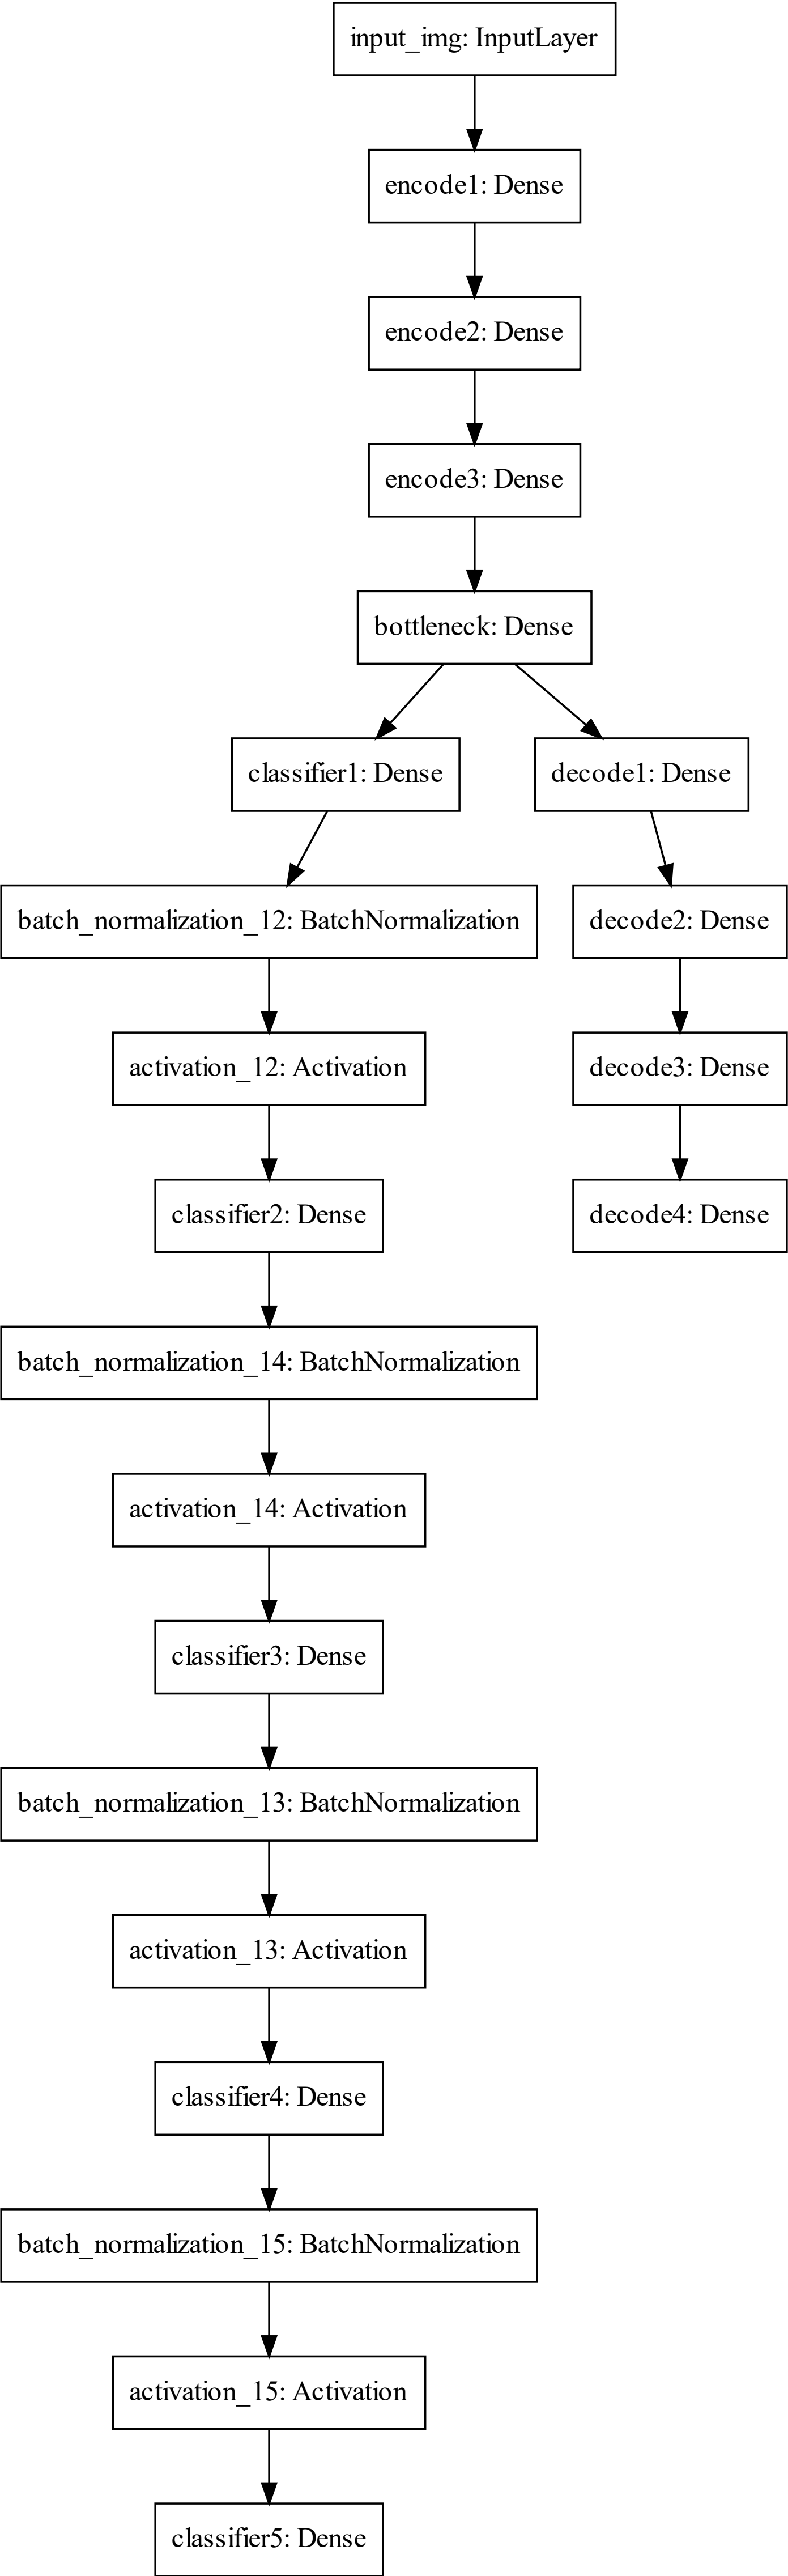 input_img: InputLayer
encode1: Dense
encode2: Dense
encode3: Dense
bottleneck: Dense
classifier1: Dense
decode1: Dense
batch_normalization_12: BatchNormalization
decode2: Dense
activation_12: Activation
decode3: Dense
classifier2: Dense
decode4: Dense
batch_normalization_14: BatchNormalization
activation_14: Activation
classifier3: Dense
batch_normalization_13: BatchNormalization
activation_13: Activation
classifier4: Dense
batch_normalization_15: BatchNormalization
activation_15: Activation
classifier5: Dense